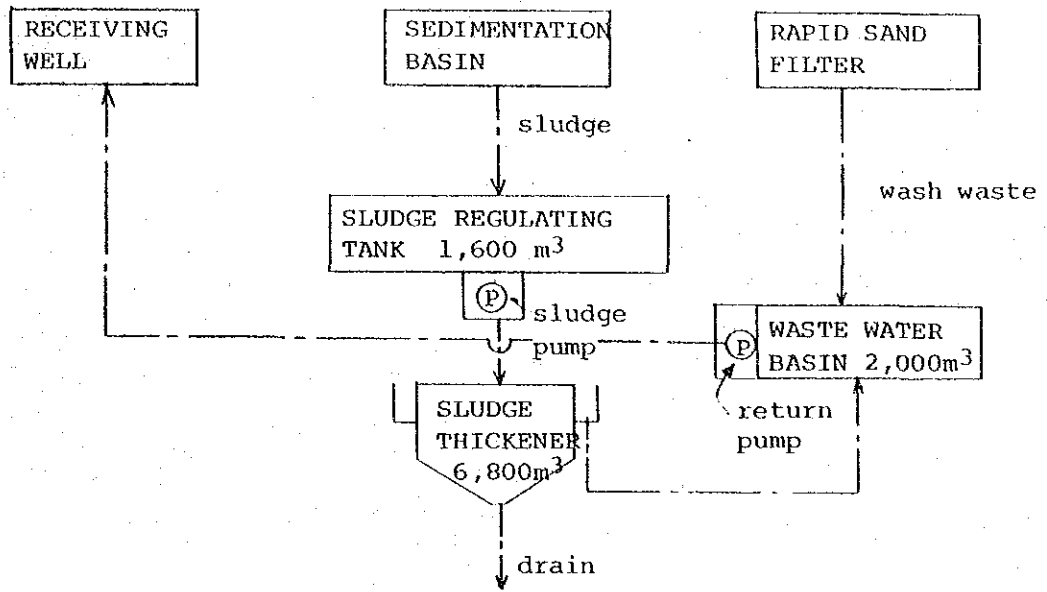 RECEIVING
WELL
SEDIMENTATION
BASIN
RAPID SAND
FILTER
sludge
wash waste
SLUDGE REGULATING
TANK 1,600 m³
P
sludge
pump
P
WASTE WATER
BASIN 2,000m³
return
pump
SLUDGE
THICKENER
6,800m³
drain